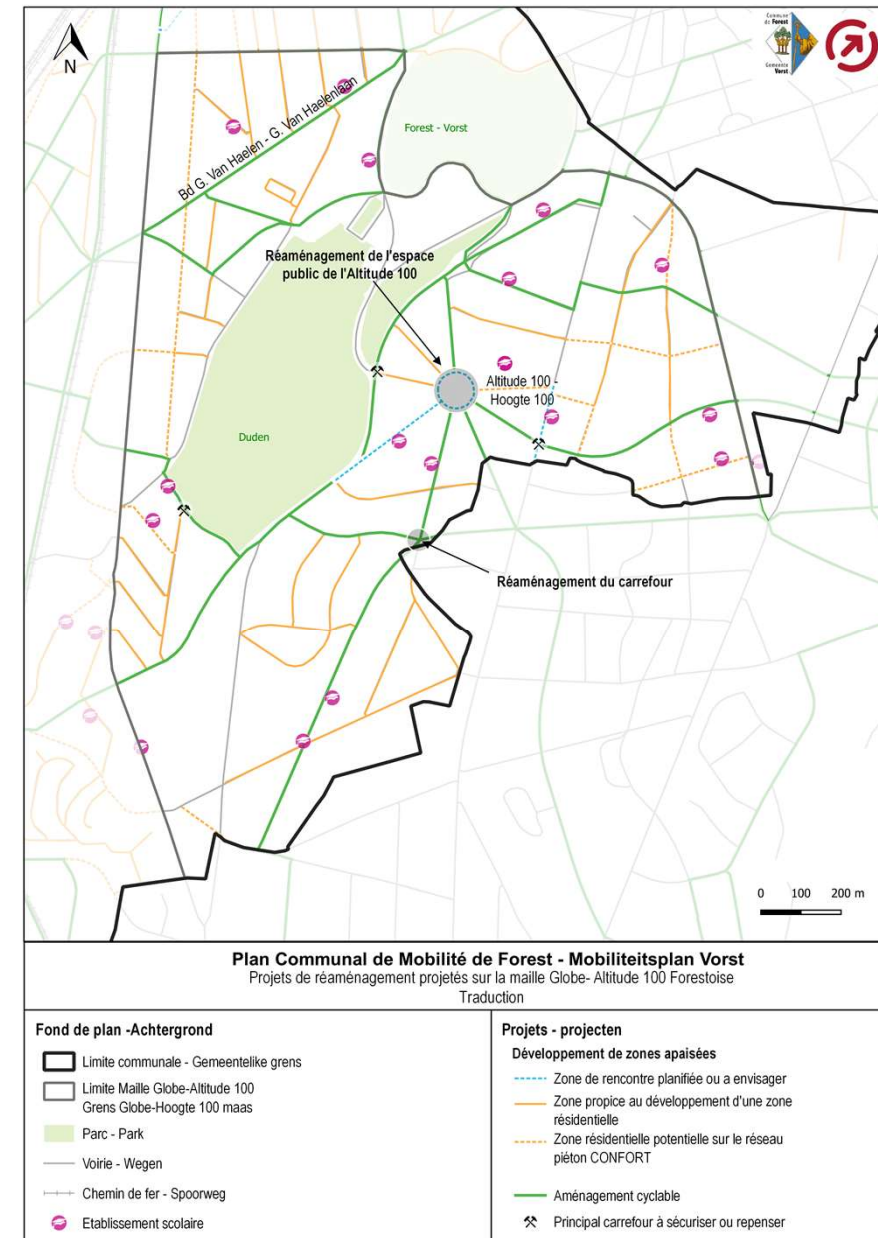 N
Commune
de Forest
Gemeente
Vorst
Forest - Vorst
Bd G. Van Haelen - G. Van Haelenlaan
Réaménagement de l'espace
public de l'Altitude 100
Altitude 100 -
Hoogte 100
Duden
Réaménagement du carrefour
0 100 200 m
Plan Communal de Mobilité de Forest - Mobiliteitsplan Vorst
Projets de réaménagement projetés sur la maille Globe- Altitude 100 Forestoise
Traduction
Fond de plan -Achtergrond
Limite communale - Gemeentelike grens
Limite Maille Globe-Altitude 100
Grens Globe-Hoogte 100 maas
Parc - Park
Voirie - Wegen
Chemin de fer - Spoorweg
Etablissement scolaire
Projets - projecten
Développement de zones apaisées
Zone de rencontre planifiée ou a envisager
Zone propice au développement d'une zone
résidentielle
Zone résidentielle potentielle sur le réseau
piéton CONFORT
Aménagement cyclable
Principal carrefour à sécuriser ou repenser